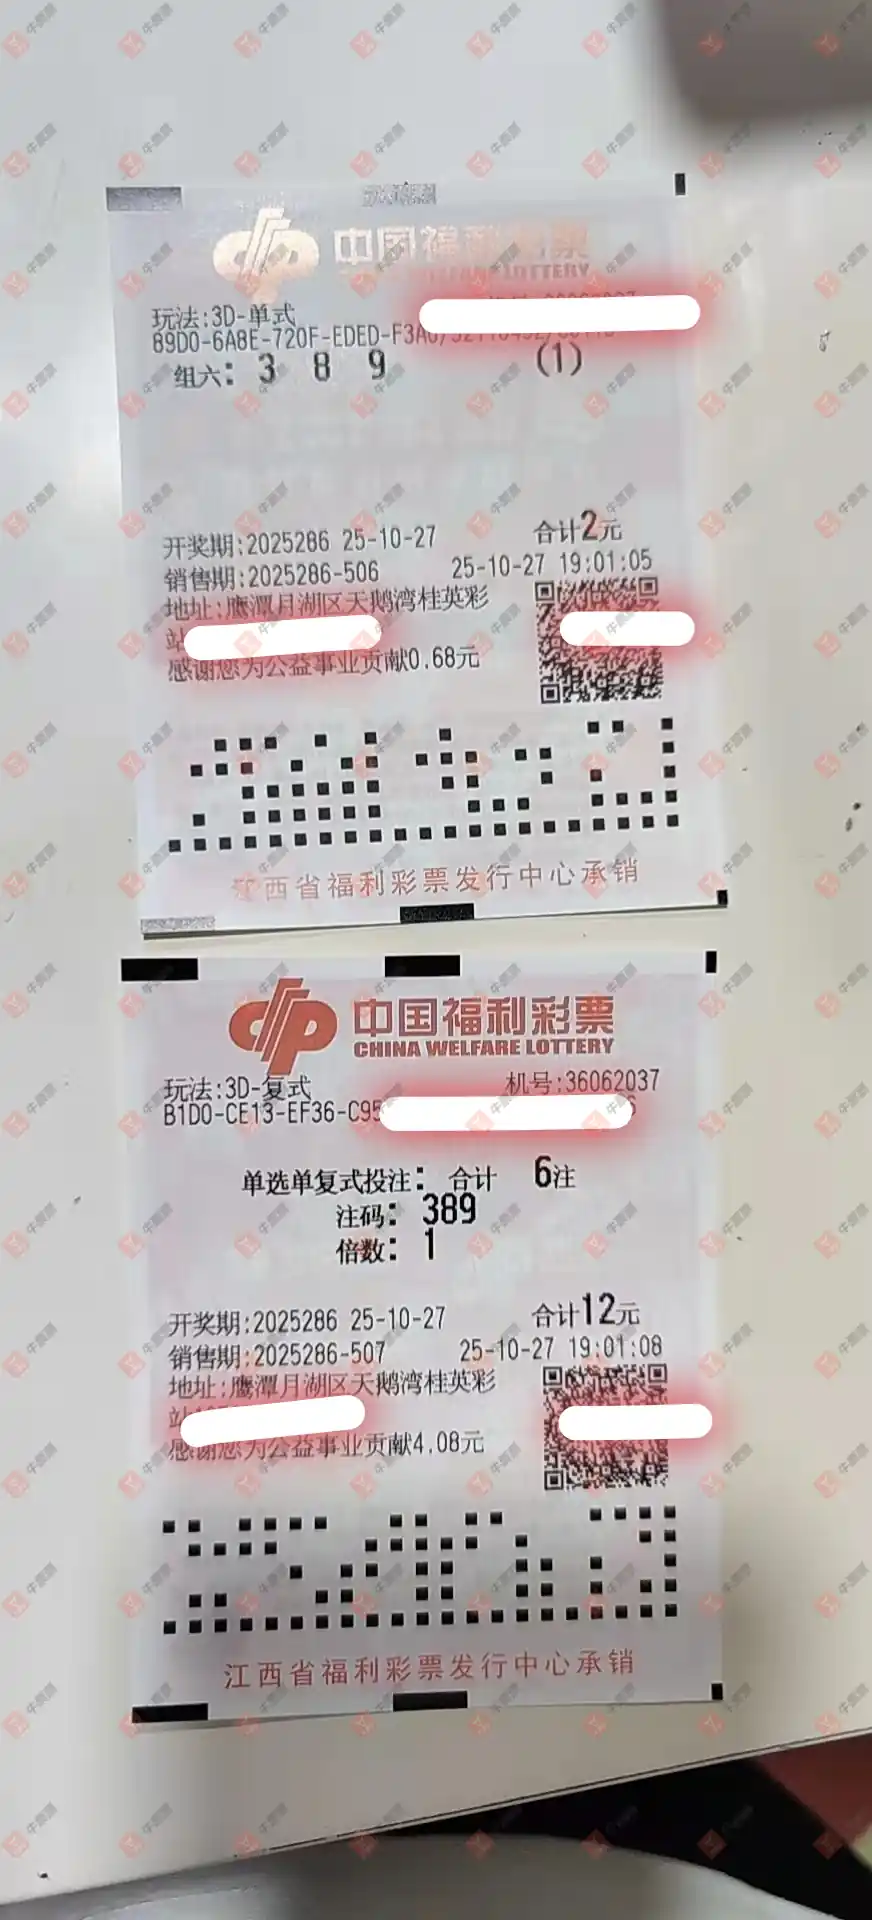 中国福利彩票
WELFARE LOTTERY
玩法:3D-单式
89D0-6A8E-720F-EDED-F3A
组六: 3 8 9 (1)
开奖期:2025286 25-10-27 合计2元
销售期:2025286-506 25-10-27 19:01:05
地址:鹰潭月湖区天鹅湾桂英彩
站
感谢您为公益事业贡献0.68元
江西省福利彩票发行中心承销
中国福利彩票
CHINA WELFARE LOTTERY
玩法:3D-复式 机号:36062037
B1D0-CE13-EF36-C95
单选单复式投注: 合计 6注
注码: 389
倍数: 1
开奖期:2025286 25-10-27 合计12元
销售期:2025286-507 25-10-27 19:01:08
地址:鹰潭月湖区天鹅湾桂英彩
站
感谢您为公益事业贡献4.08元
江西省福利彩票发行中心承销